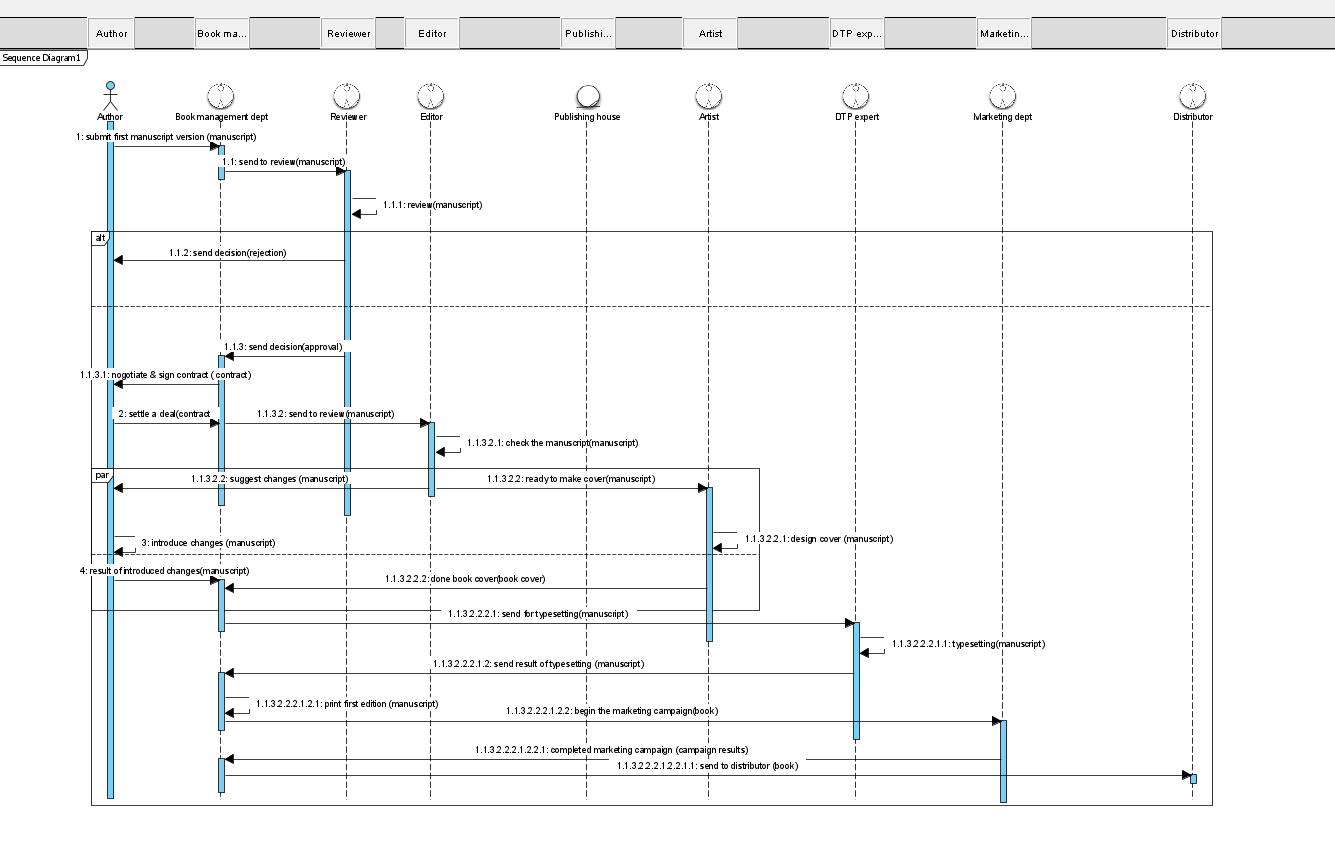 Author Book ma... Reviewer Editor Publishi... Artist DTP exp... Marketin... Distributor
Sequence Diagram1
Author Book management dept Reviewer Editor Publishing house Artist DTP expert Marketing dept Distributor
1: submit first manuscript version (manuscript)
1.1: send to review(manuscript)
1.1.1: review(manuscript)
alt
1.1.2: send decision(rejection)
1.1.3: send decision(approval)
1.1.3.1: nogotiate & sign contract ( contract)
2: settle a deal(contract 1.1.3.2: send to review(manuscript)
1.1.3.2.1: check the manuscript(manuscript)
par
1.1.3.2.2: suggest changes (manuscript) 1.1.3.2.2: ready to make cover(manuscript)
1.1.3.2.2.1: design cover (manuscript)
3: introduce changes (manuscript)
4: result of introduced changes(manuscript)
1.1.3.2.2.2: done book cover(book cover)
1.1.3.2.2.2.1: send for typesetting(manuscript)
1.1.3.2.2.2.1.1: typesetting(manuscript)
1.1.3.2.2.2.1.2: send result of typesetting (manuscript)
1.1.3.2.2.2.1.2.1: print first edition (manuscript)
1.1.3.2.2.2.1.2.2: begin the marketing campaign(book)
1.1.3.2.2.2.1.2.2.1: completed marketing campaign (campaign results)
1.1.3.2.2.2.1.2.2.1.1: send to distributor (book)